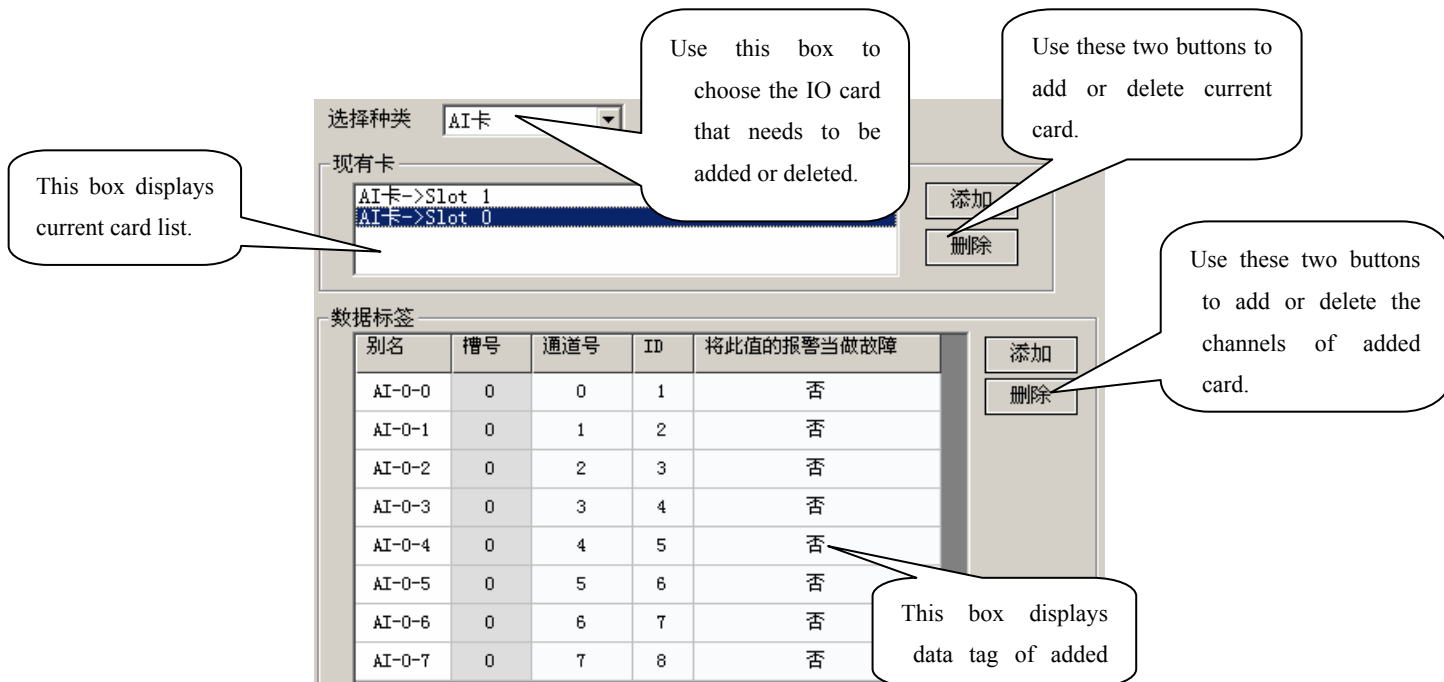 Use this box to
choose the IO card
that needs to be
added or deleted.
Use these two buttons to
add or delete current
card.
选择种类 AI卡
This box displays
current card list.
现有卡
AI卡->Slot 1
AI卡->Slot 0
添加
删除
Use these two buttons
to add or delete the
channels of added
card.
数据标签
别名 槽号 通道号 ID 将此值的报警当做故障
AI-0-0 0 0 1 否
AI-0-1 0 1 2 否
AI-0-2 0 2 3 否
AI-0-3 0 3 4 否
AI-0-4 0 4 5 否
AI-0-5 0 5 6 否
AI-0-6 0 6 7 否
AI-0-7 0 7 8 否
添加
删除
This box displays
data tag of added